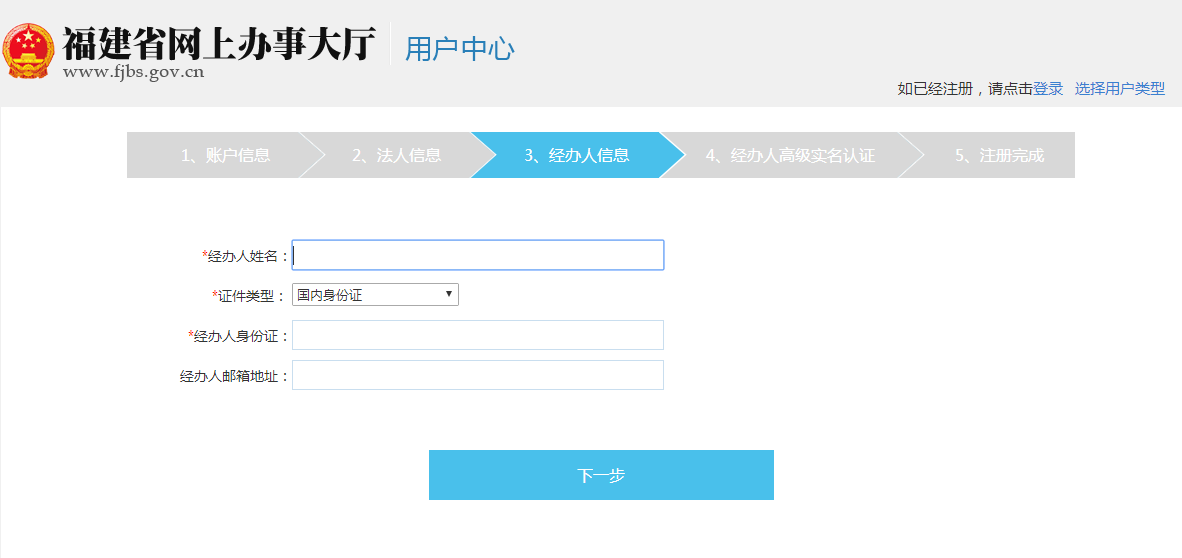 福建省网上办事大厅 用户中心
www.fjbs.gov.cn
如已经注册，请点击登录 选择用户类型
1、账户信息 2、法人信息 3、经办人信息 4、经办人高级实名认证 5、注册完成
*经办人姓名：
*证件类型： 国内身份证
*经办人身份证：
经办人邮箱地址：
下一步